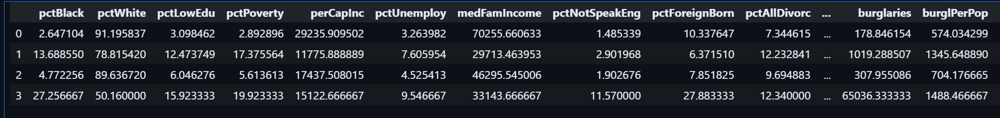 pctBlack pctWhite pctLowEdu pctPoverty perCapInc pctUnemploy medFamIncome pctNotSpeakEng pctForeignBorn pctAllDivorc ... burglaries burglPerPop
0 2.647104 91.195837 3.098462 2.892896 29235.909502 3.263982 70255.660633 1.485339 10.337647 7.344615 ... 178.846154 574.034299
1 13.688550 78.815420 12.473749 17.375564 11775.888889 7.605954 29713.463953 2.901968 6.371510 12.232841 ... 1019.288507 1345.648890
2 4.772256 89.636720 6.046276 5.613613 17437.508015 4.525413 46295.545006 1.902676 7.851825 9.694883 ... 307.955086 704.176665
3 27.256667 50.160000 15.923333 19.923333 15122.666667 9.546667 33143.666667 11.570000 27.883333 12.340000 ... 65036.333333 1488.466667